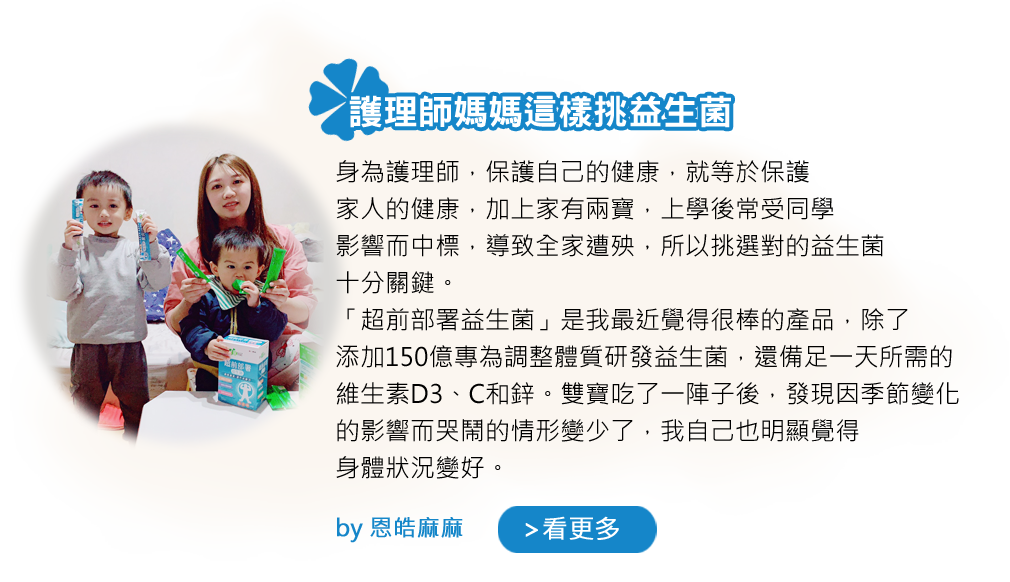 護理師媽媽這樣挑益生菌
身為護理師，保護自己的健康，就等於保護
家人的健康，加上家有兩寶，上學後常受同學
影響而中標，導致全家遭殃，所以挑選對的益生菌
十分關鍵。
「超前部署益生菌」是我最近覺得很棒的產品，除了
添加150億專為調整體質研發益生菌，還備足一天所需的
維生素D3、C和鋅。雙寶吃了一陣子後，發現因季節變化
的影響而哭鬧的情形變少了，我自己也明顯覺得
身體狀況變好。
by 恩皓麻麻
>看更多
超前部署